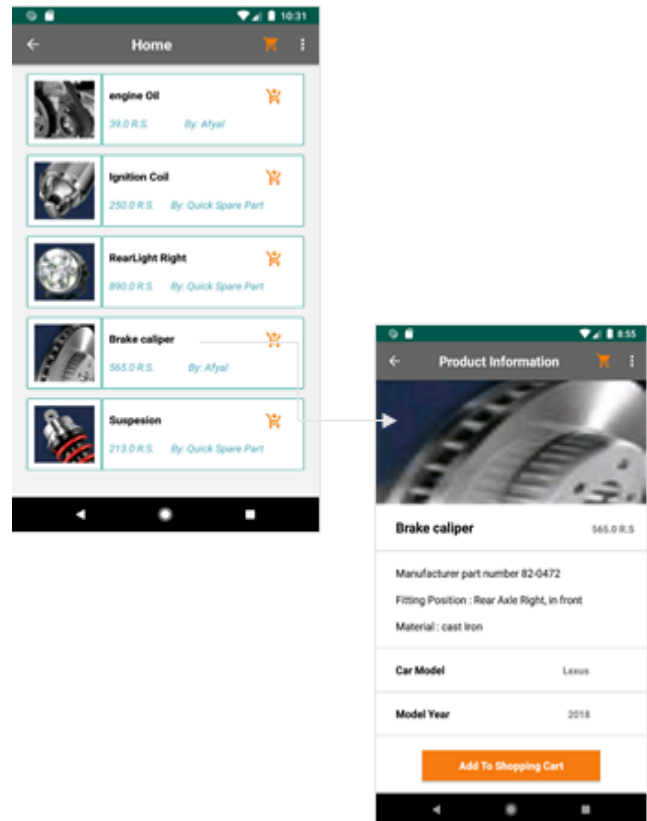 10:31
Home
engine Oil
39.0 R.S. By: Afyal
Ignition Coil
250.0 R.S. By: Quick Spare Part
RearLight Right
890.0 R.S. By: Quick Spare Part
Brake caliper
565.0 R.S. By: Afyal
Suspesion
213.0 R.S. By: Quick Spare Part
8:55
Product Information
Brake caliper 565.0 R.S
Manufacturer part number 82-0472
Fitting Position : Rear Axle Right, in front
Material : cast Iron
Car Model Lexus
Model Year 2018
Add To Shopping Cart